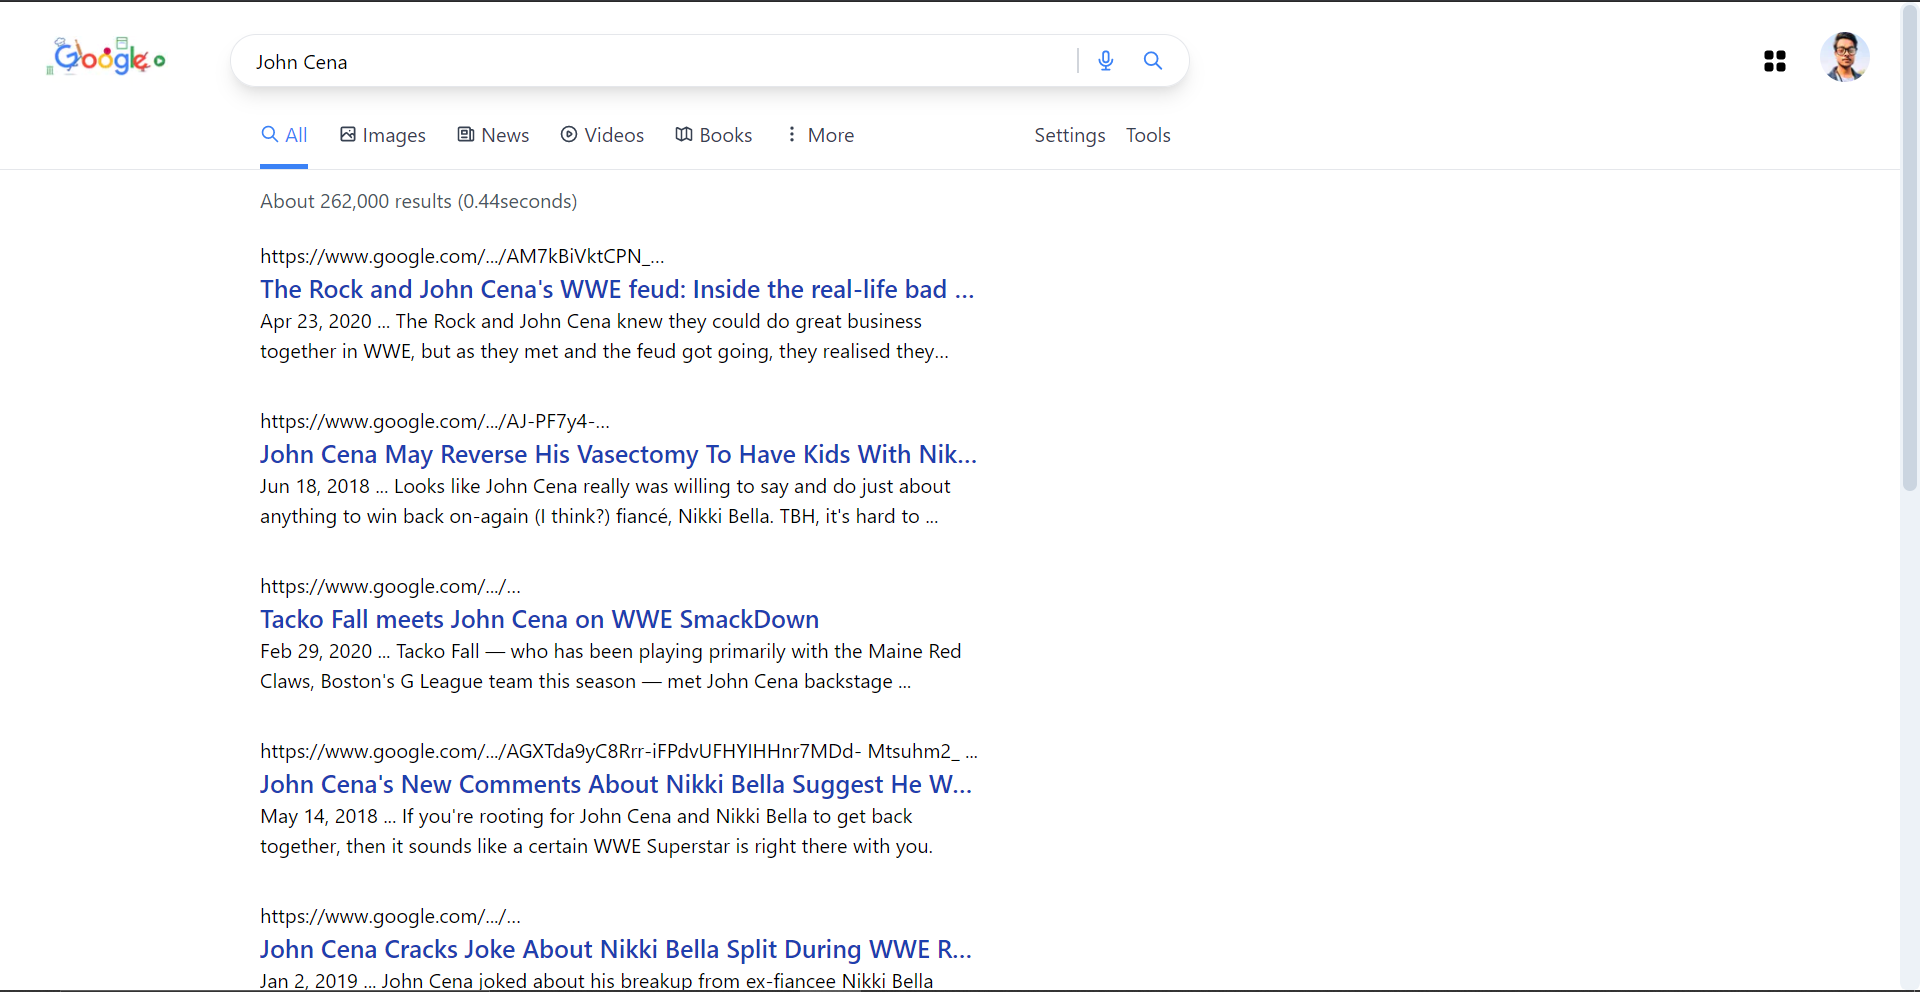 Google
John Cena
All Images News Videos Books More Settings Tools
About 262,000 results (0.44seconds)
https://www.google.com/.../AM7kBiVktCPN_...
The Rock and John Cena's WWE feud: Inside the real-life bad ...
Apr 23, 2020 ... The Rock and John Cena knew they could do great business
together in WWE, but as they met and the feud got going, they realised they...
https://www.google.com/.../AJ-PF7y4-...
John Cena May Reverse His Vasectomy To Have Kids With Nik...
Jun 18, 2018 ... Looks like John Cena really was willing to say and do just about
anything to win back on-again (I think?) fiancé, Nikki Bella. TBH, it's hard to ...
https://www.google.com/.../...
Tacko Fall meets John Cena on WWE SmackDown
Feb 29, 2020 ... Tacko Fall — who has been playing primarily with the Maine Red
Claws, Boston's G League team this season — met John Cena backstage ...
https://www.google.com/.../AGXTda9yC8Rrr-iFPdvUFHYIHHnr7MDd- Mtsuhm2_ ...
John Cena's New Comments About Nikki Bella Suggest He W...
May 14, 2018 ... If you're rooting for John Cena and Nikki Bella to get back
together, then it sounds like a certain WWE Superstar is right there with you.
https://www.google.com/.../...
John Cena Cracks Joke About Nikki Bella Split During WWE R...
Jan 2, 2019 ... John Cena joked about his breakup from ex-fiancee Nikki Bella